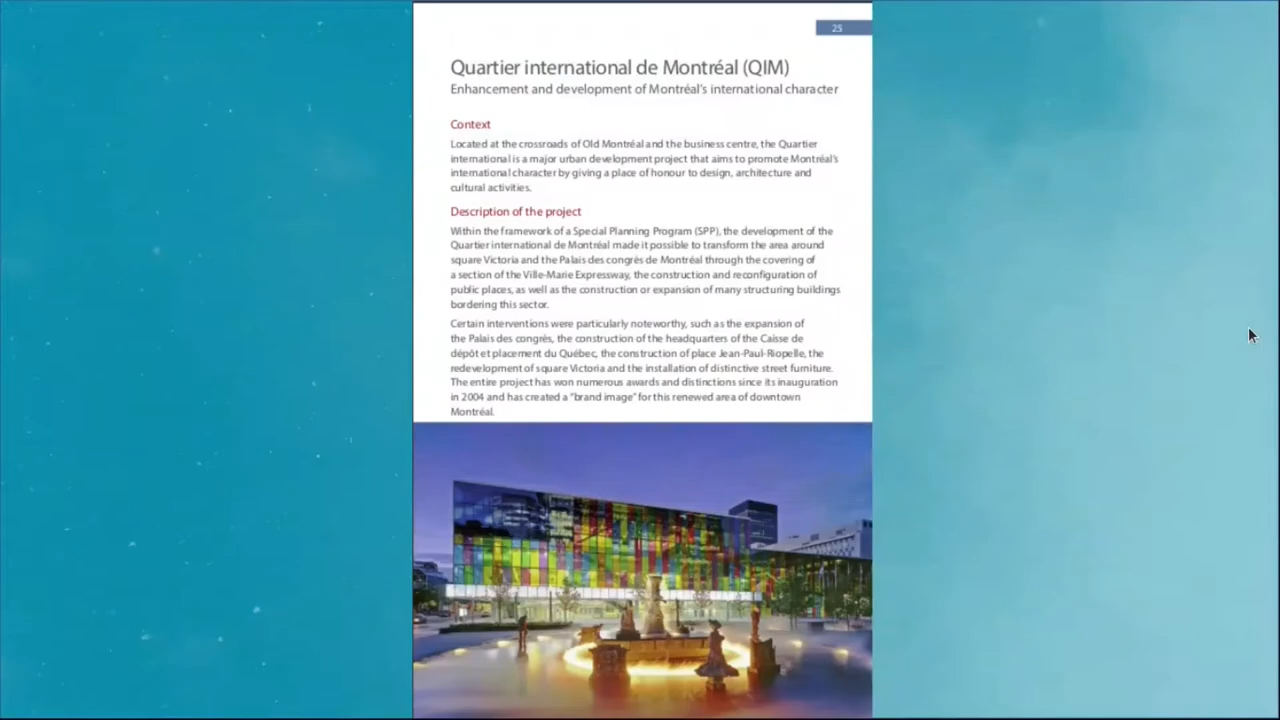 25
Quartier international de Montréal (QIM)
Enhancement and development of Montréal's international character
Context
Located at the crossroads of Old Montréal and the business centre, the Quartier
international is a major urban development project that aims to promote Montréal's
international character by giving a place of honour to design, architecture and
cultural activities.
Description of the project
Within the framework of a Special Planning Program (SPP), the development of the
Quartier international de Montréal made it possible to transform the area around
square Victoria and the Palais des congrès de Montréal through the covering of
a section of the Ville-Marie Expressway, the construction and reconfiguration of
public places, as well as the construction or expansion of many structuring buildings
bordering this sector.
Certain interventions were particularly noteworthy, such as the expansion of
the Palais des congrès, the construction of the headquarters of the Caisse de
dépôt et placement du Québec, the construction of place Jean-Paul-Riopelle, the
redevelopment of square Victoria and the installation of distinctive street furniture.
The entire project has won numerous awards and distinctions since its inauguration
in 2004 and has created a "brand image" for this renewed area of downtown
Montréal.